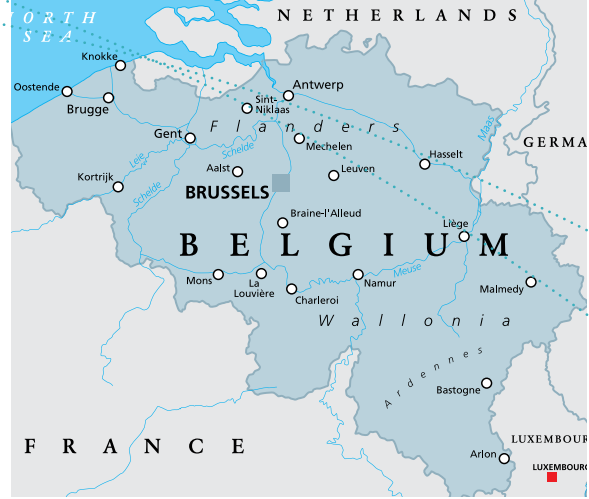 ORTH
SEA
NETHERLANDS
Knokke
Oostende
Brugge
Antwerp
Sint-
Niklaas
Maas
Gent
Flanders
GERMA
Mechelen
Schelde
Leie
Hasselt
Aalst
Leuven
Kortrijk
Schelde
BRUSSELS
Braine-l'Alleud
Liège
BELGIUM
Mons
La
Louvière
Charleroi
Namur
Meuse
Malmedy
Wallonia
Ardennes
Bastogne
FRANCE
LUXEMBOUR
Arlon
LUXEMBOURG